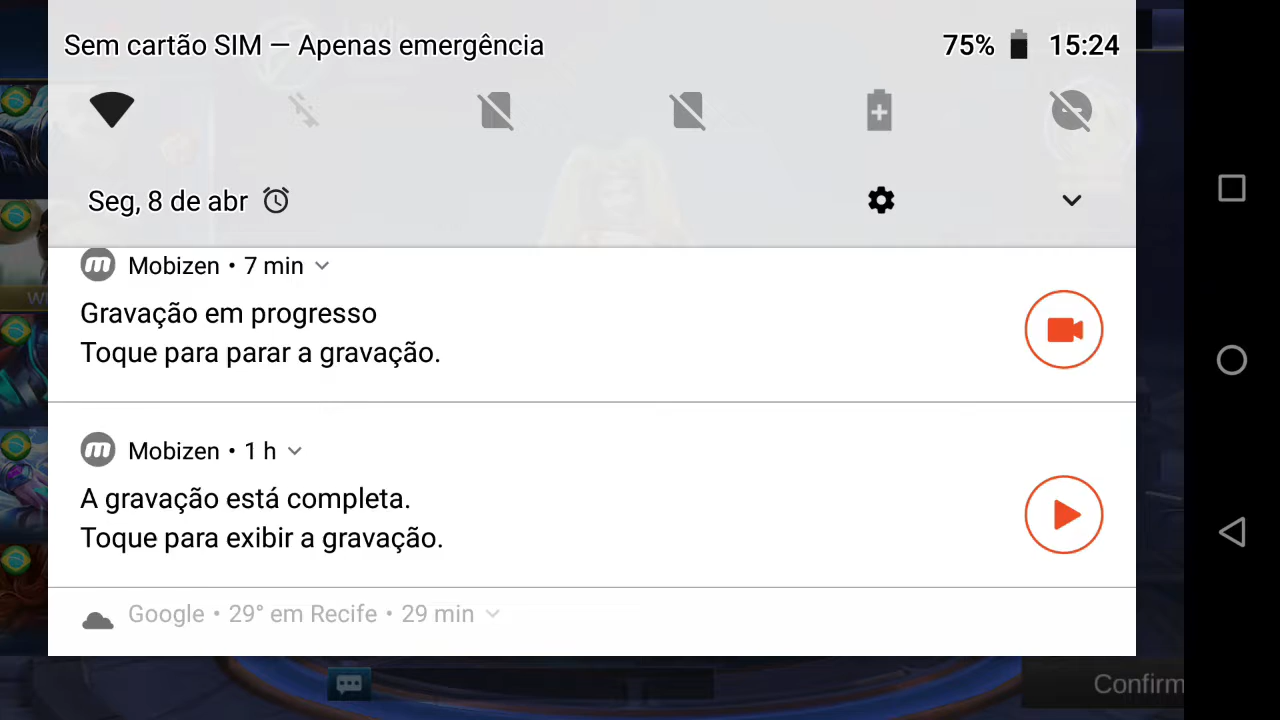 Sem cartão SIM — Apenas emergência
75% 15:24
Seg, 8 de abr
Mobizen • 7 min
Gravação em progresso
Toque para parar a gravação.
Mobizen • 1 h
A gravação está completa.
Toque para exibir a gravação.
Google • 29° em Recife • 29 min
Confirm